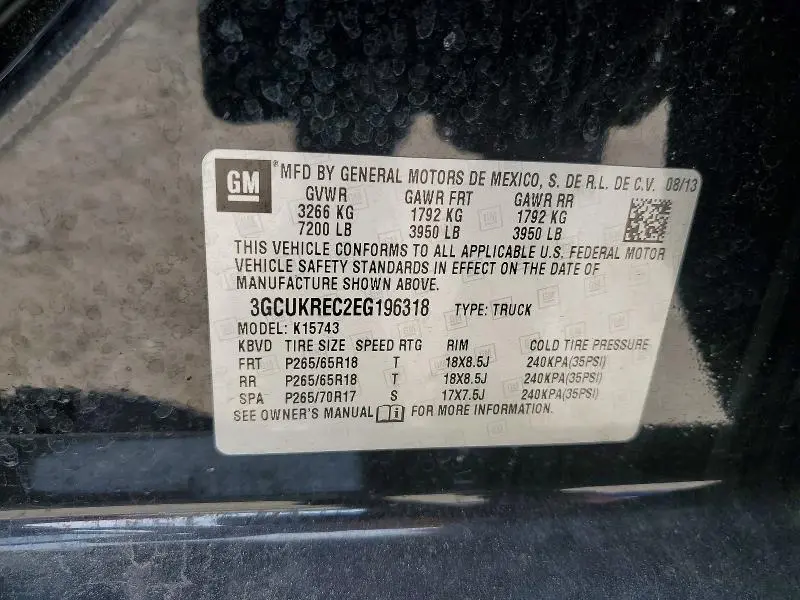 GM ®MFD BY GENERAL MOTORS DE MEXICO, S. DE R.L. DE C.V. 08/13
GVWR GAWR FRT GAWR RR
3266 KG 1792 KG 1792 KG
7200 LB 3950 LB 3950 LB
THIS VEHICLE CONFORMS TO ALL APPLICABLE U.S. FEDERAL MOTOR
VEHICLE SAFETY STANDARDS IN EFFECT ON THE DATE OF
MANUFACTURE SHOWN ABOVE.
3GCUKREC2EG196318 TYPE: TRUCK
MODEL: K15743
KBVD TIRE SIZE SPEED RTG RIM COLD TIRE PRESSURE
FRT P265/65R18 T 18X8.5J 240KPA(35PSI)
RR P265/65R18 T 18X8.5J 240KPA(35PSI)
SPA P265/70R17 S 17X7.5J 240KPA(35PSI)
SEE OWNER'S MANUAL i FOR MORE INFORMATION.